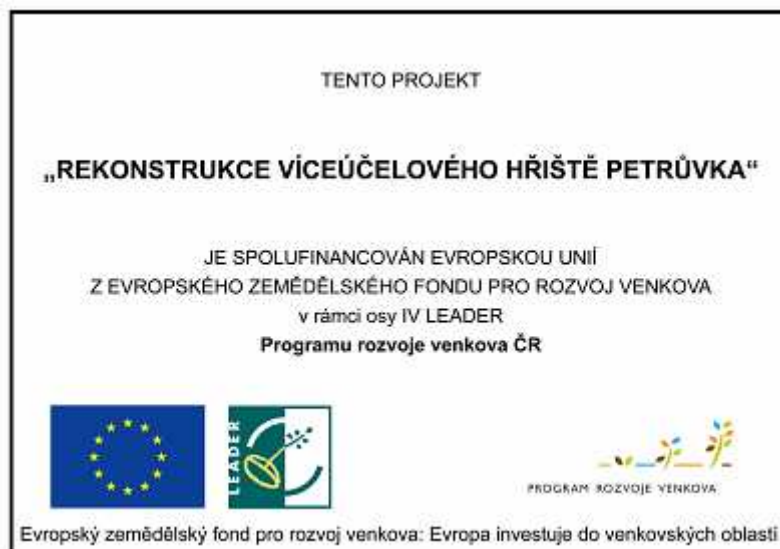 TENTO PROJEKT
„REKONSTRUKCE VÍCEÚČELOVÉHO HŘIŠTĚ PETRŮVKA“
JE SPOLUFINANCOVÁN EVROPSKOU UNIÍ
Z EVROPSKÉHO ZEMĚDĚLSKÉHO FONDU PRO ROZVOJ VENKOVA
v rámci osy IV LEADER
Programu rozvoje venkova ČR
LEADER
PROGRAM ROZVOJE VENKOVA
Evropský zemědělský fond pro rozvoj venkova: Evropa investuje do venkovských oblastí